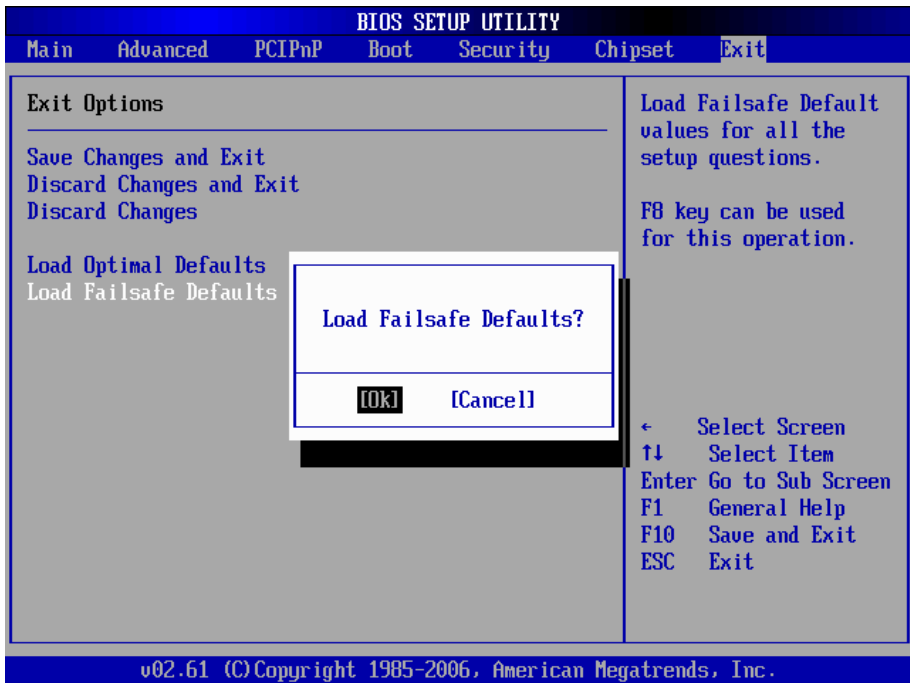 BIOS SETUP UTILITY
Main Advanced PCIPnP Boot Security Chipset Exit
Exit Options
Save Changes and Exit
Discard Changes and Exit
Discard Changes
Load Optimal Defaults
Load Failsafe Defaults
Load Failsafe Defaults?
[Ok] [Cancel]
Load Failsafe Default
values for all the
setup questions.
F8 key can be used
for this operation.
← Select Screen
↑↓ Select Item
Enter Go to Sub Screen
F1 General Help
F10 Save and Exit
ESC Exit
v02.61 (C)Copyright 1985-2006, American Megatrends, Inc.